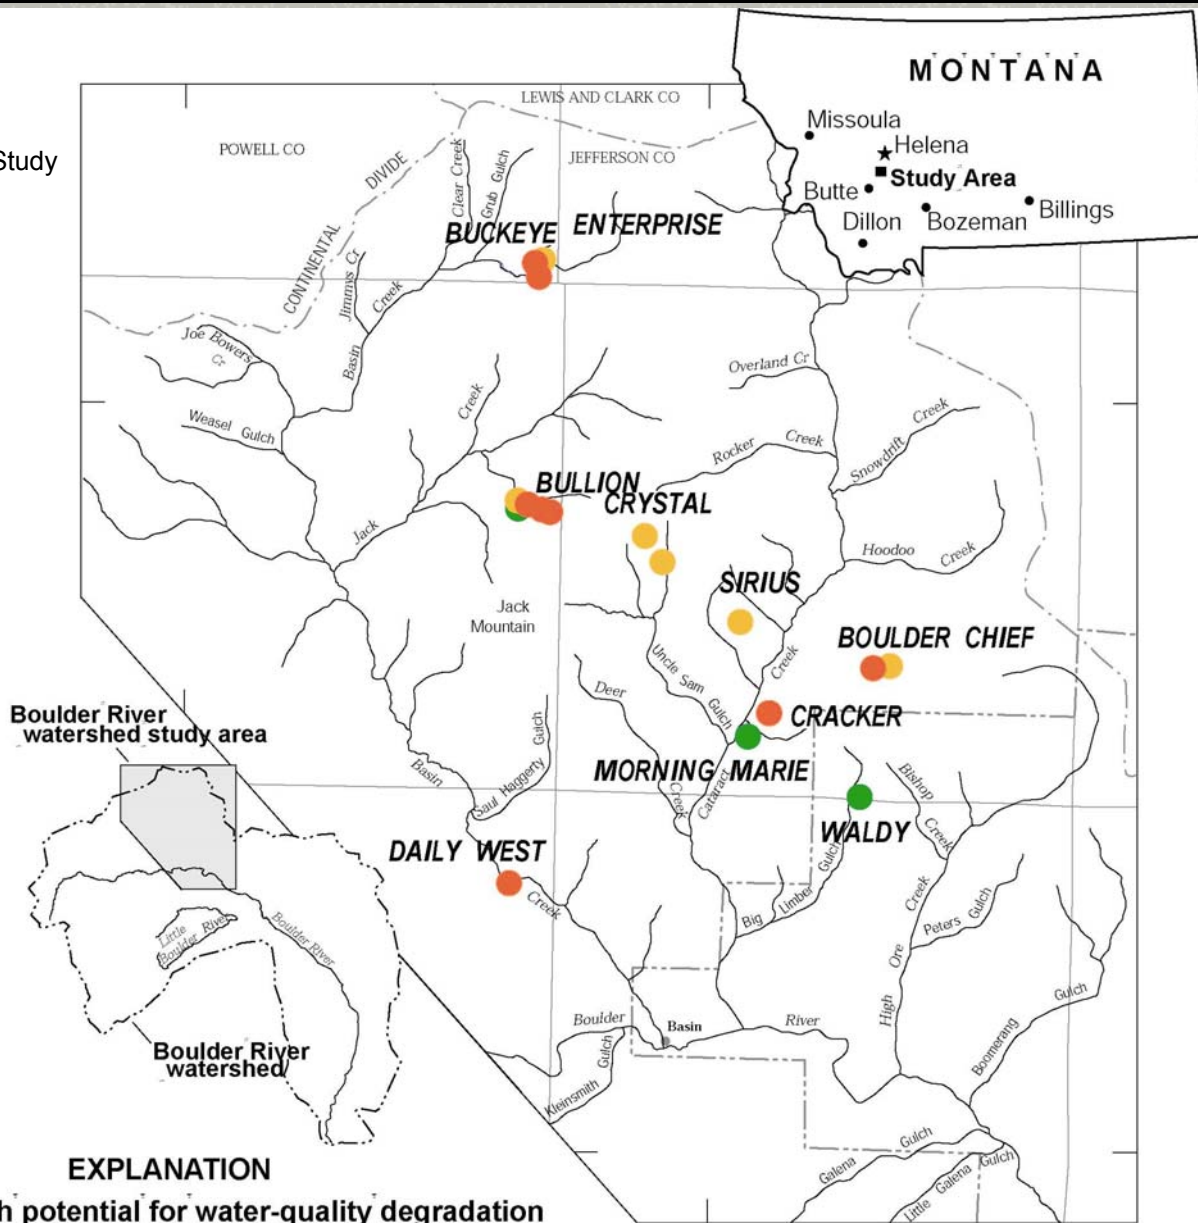 MONTANA
Missoula
Helena
Study Area
Butte
Billings
Bozeman
Dillon
LEWIS AND CLARK CO
POWELL CO
JEFFERSON CO
Study
CONTINENTAL DIVIDE
Clear Creek
Grub Gulch
BUCKEYE
ENTERPRISE
Jimmys Cr
Basin Creek
Joe Bowers
Cr
Overland Cr
Weasel Gulch
Creek
Rocker Creek
Snowdrift Creek
BULLION
CRYSTAL
Jack
Hoodoo Creek
SIRIUS
Jack
Mountain
BOULDER CHIEF
Uncle Sam Gulch
Creek
Deer
CRACKER
Boulder River
watershed study area
Gulch
MORNING MARIE
Basin
Saul Haggerty
Creek
Cataract
Bishop
Creek
WALDY
DAILY WEST
Creek
Gulch
Big Limber
Creek
Peters Gulch
Little
Boulder River
Boulder River
Ore
High
Gulch
Boomerang
Boulder
Basin
River
Gulch
Kleinsmith
Boulder River
watershed
Galena Gulch
Little Galena Gulch
EXPLANATION
potential for water-quality degradation